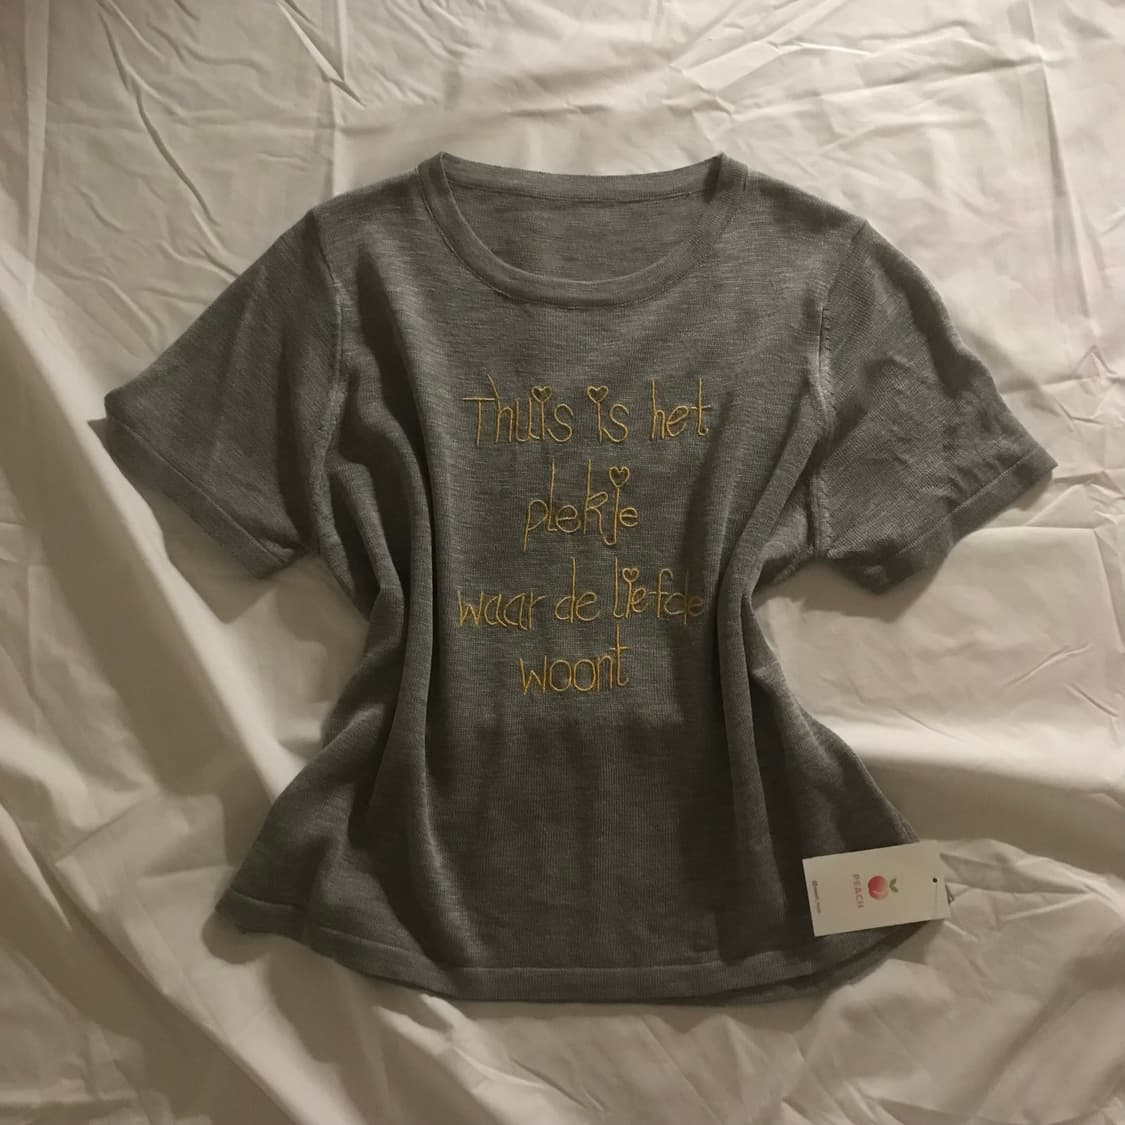 Thuis is het
plekje
waar de liefde
woont
PEACH